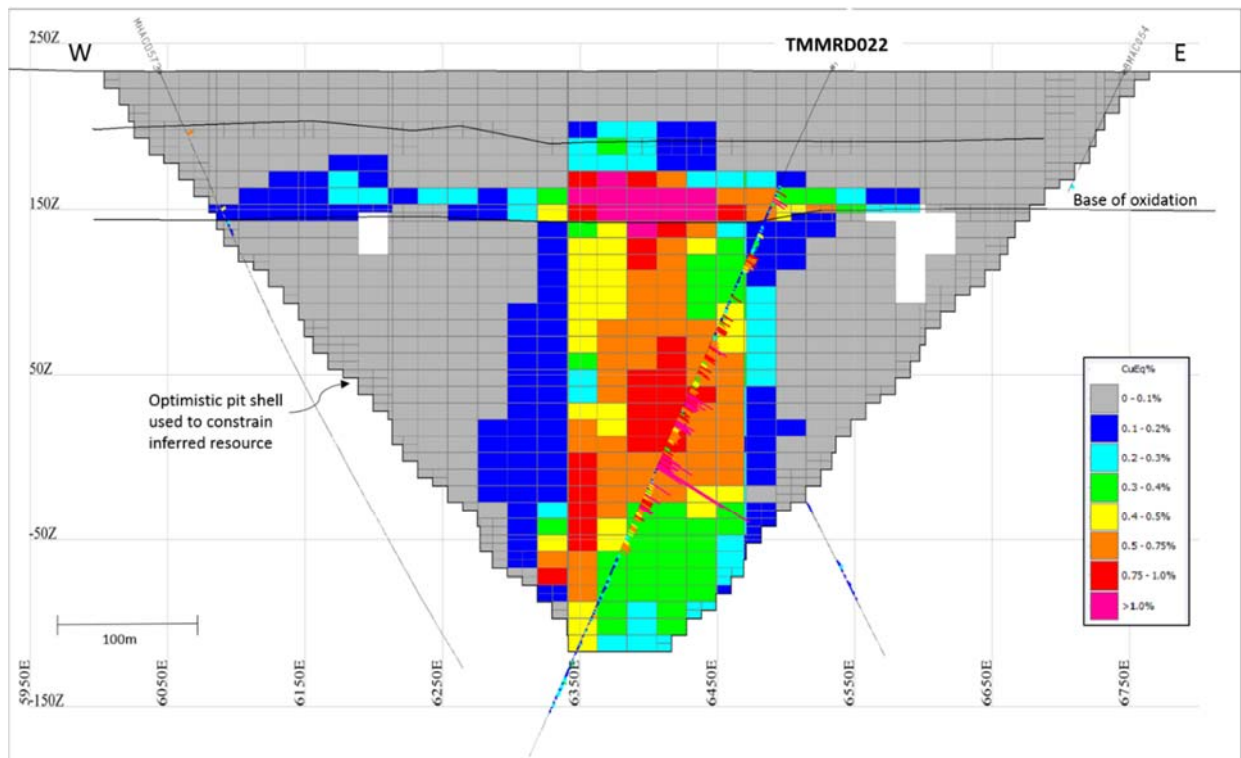 250Z
W
MHACD573
TMMRD022
E
BMAC054
150Z
Base of oxidation
50Z
Optimistic pit shell
used to constrain
inferred resource
-50Z
CuEq%
0 - 0.1%
0.1 - 0.2%
0.2 - 0.3%
0.3 - 0.4%
0.4 - 0.5%
0.5 - 0.75%
0.75 - 1.0%
>1.0%
100m
5950E
6050E
6150E
6250E
6350E
6450E
6550E
6650E
6750E
-150Z